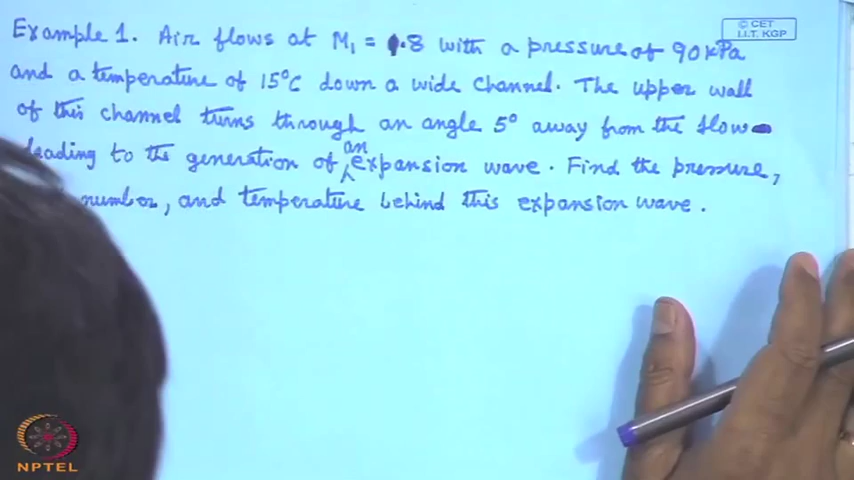 © CET
I.I.T. KGP
Example 1. Air flows at M₁ = 1.8 with a pressure of 90 kPa
and a temperature of 15°C down a wide channel. The upper wall
of this channel turns through an angle 5° away from the flow
leading to the generation of an expansion wave. Find the pressure,
number, and temperature behind this expansion wave.
NPTEL